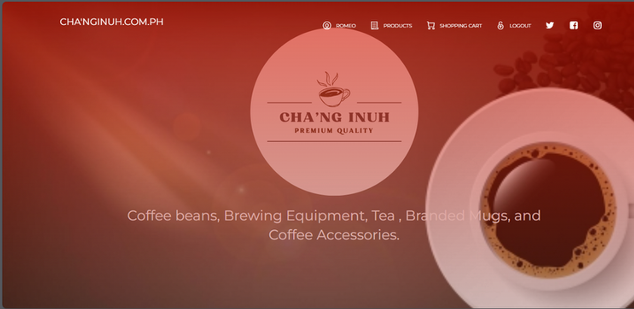 CHA'NGINUH.COM.PH
ROMEO
PRODUCTS
SHOPPING CART
LOGOUT
CHA'NG INUH
PREMIUM QUALITY
Coffee beans, Brewing Equipment, Tea , Branded Mugs, and
Coffee Accessories.